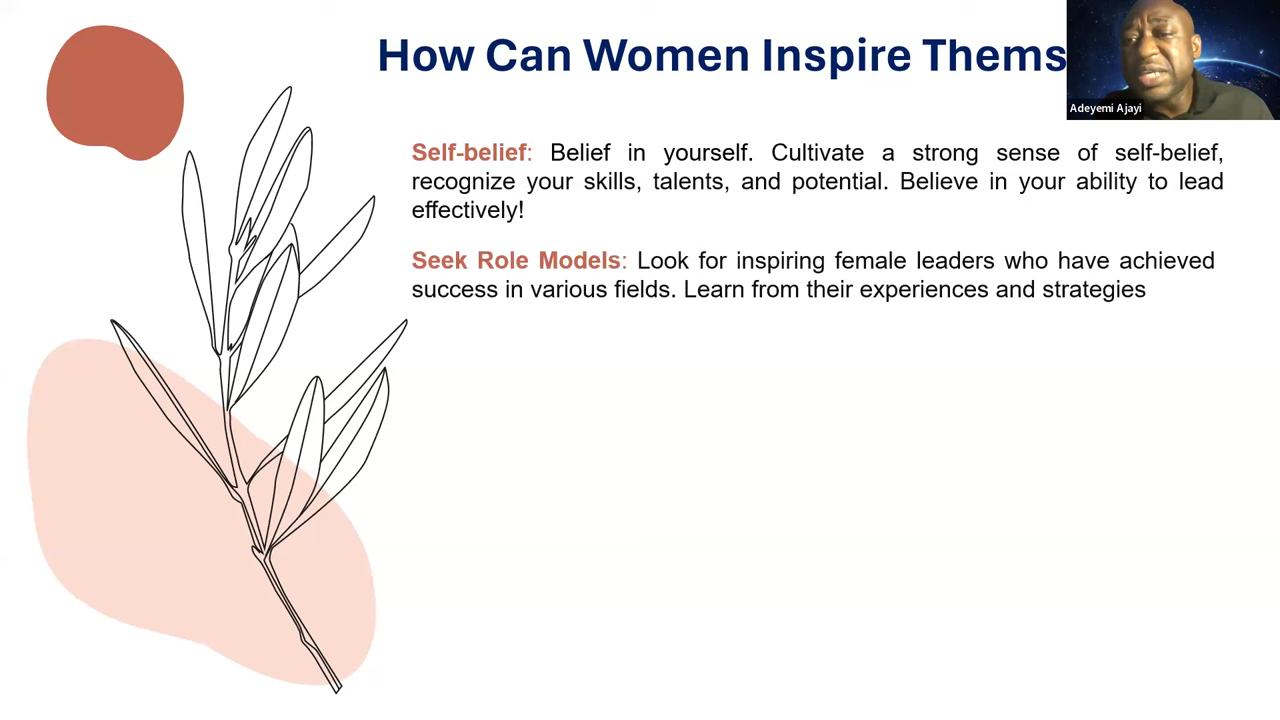 How Can Women Inspire Thems
Adeyemi Ajayi
Self-belief: Belief in yourself. Cultivate a strong sense of self-belief,
recognize your skills, talents, and potential. Believe in your ability to lead
effectively!
Seek Role Models: Look for inspiring female leaders who have achieved
success in various fields. Learn from their experiences and strategies